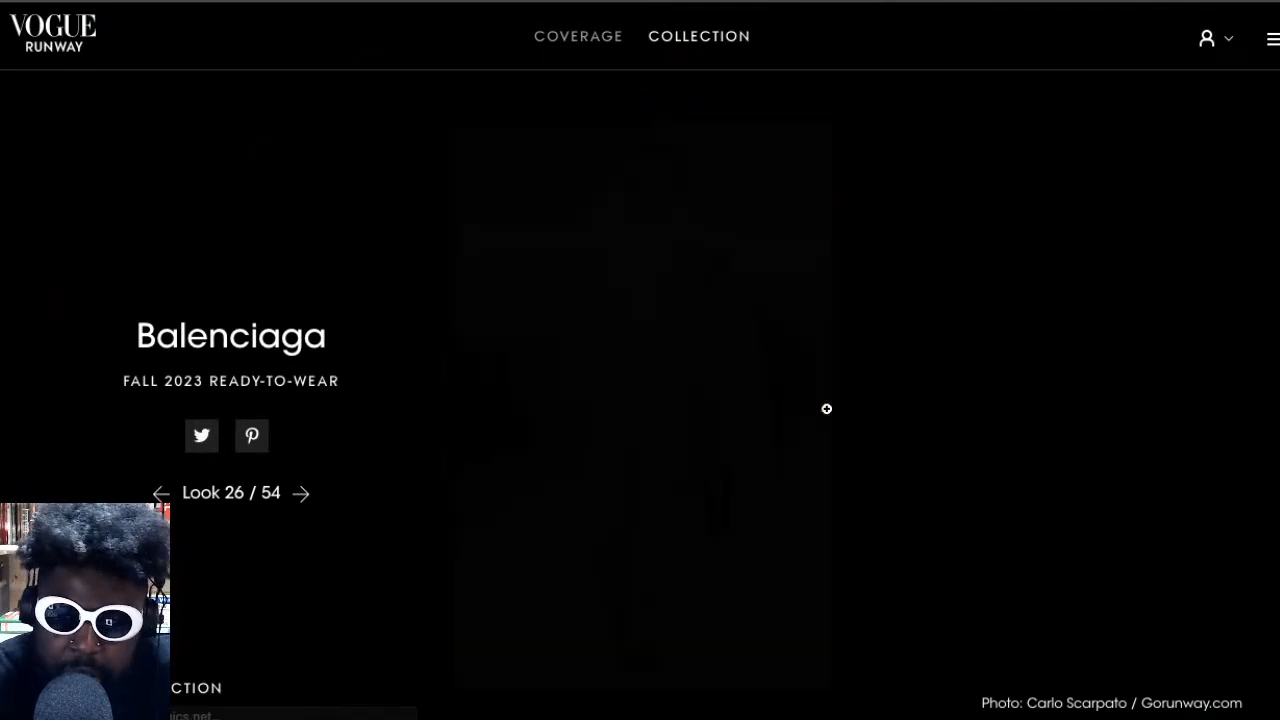 VOGUE
RUNWAY
COVERAGE COLLECTION
Balenciaga
FALL 2023 READY-TO-WEAR
Look 26 / 54
CTION
Photo: Carlo Scarpato / Gorunway.com